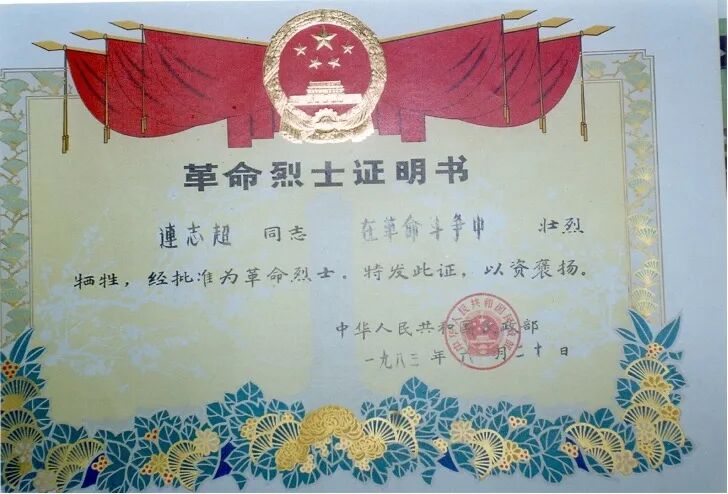 革命烈士证明书
連志超 同志 在革命斗争中 壮烈
牺牲，经批准为革命烈士。特发此证，以资褒扬。
中华人民共和国民政部
一九八三年六月二十日